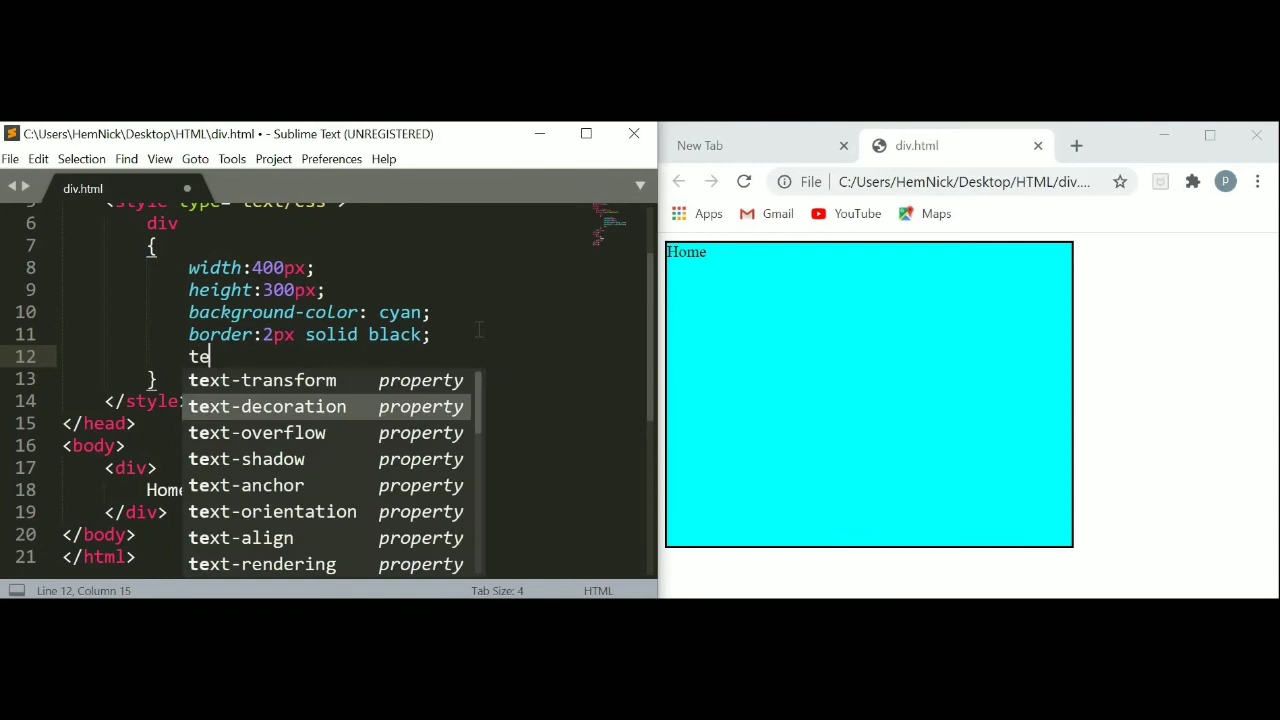 C:\Users\HemNick\Desktop\HTML\div.html • - Sublime Text (UNREGISTERED)
File Edit Selection Find View Goto Tools Project Preferences Help
div.html
<style type="text/css">
6 div
7 {
8 width:400px;
9 height:300px;
10 background-color: cyan;
11 border:2px solid black;
12 te
13 }
14 </style>
15 </head>
16 <body>
17 <div>
18 Home
19 </div>
20 </body>
21 </html>
text-transform property
text-decoration property
text-overflow property
text-shadow property
text-anchor property
text-orientation property
text-align property
text-rendering property
Line 12, Column 15 Tab Size: 4 HTML
New Tab div.html
File C:/Users/HemNick/Desktop/HTML/div.... P
Apps Gmail YouTube Maps
Home